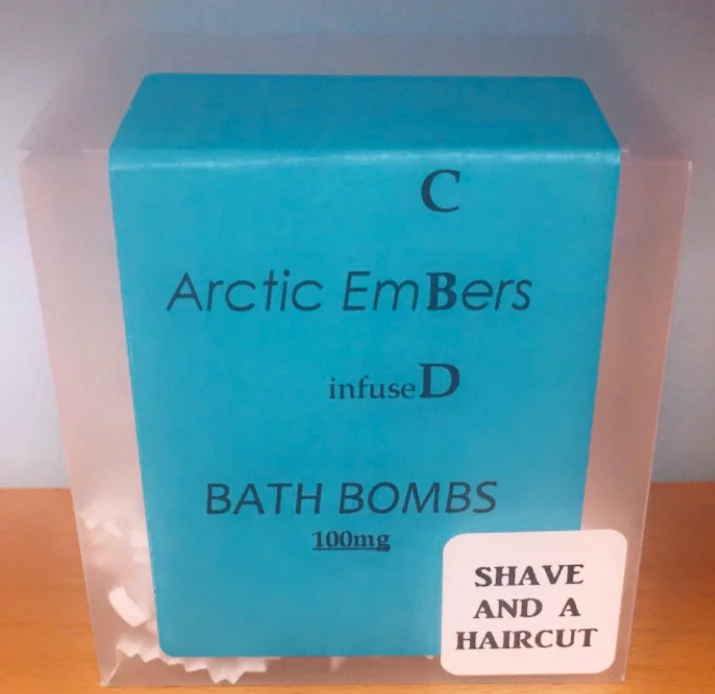 C
Arctic EmBers
infuseD
BATH BOMBS
100mg
SHAVE
AND A
HAIRCUT